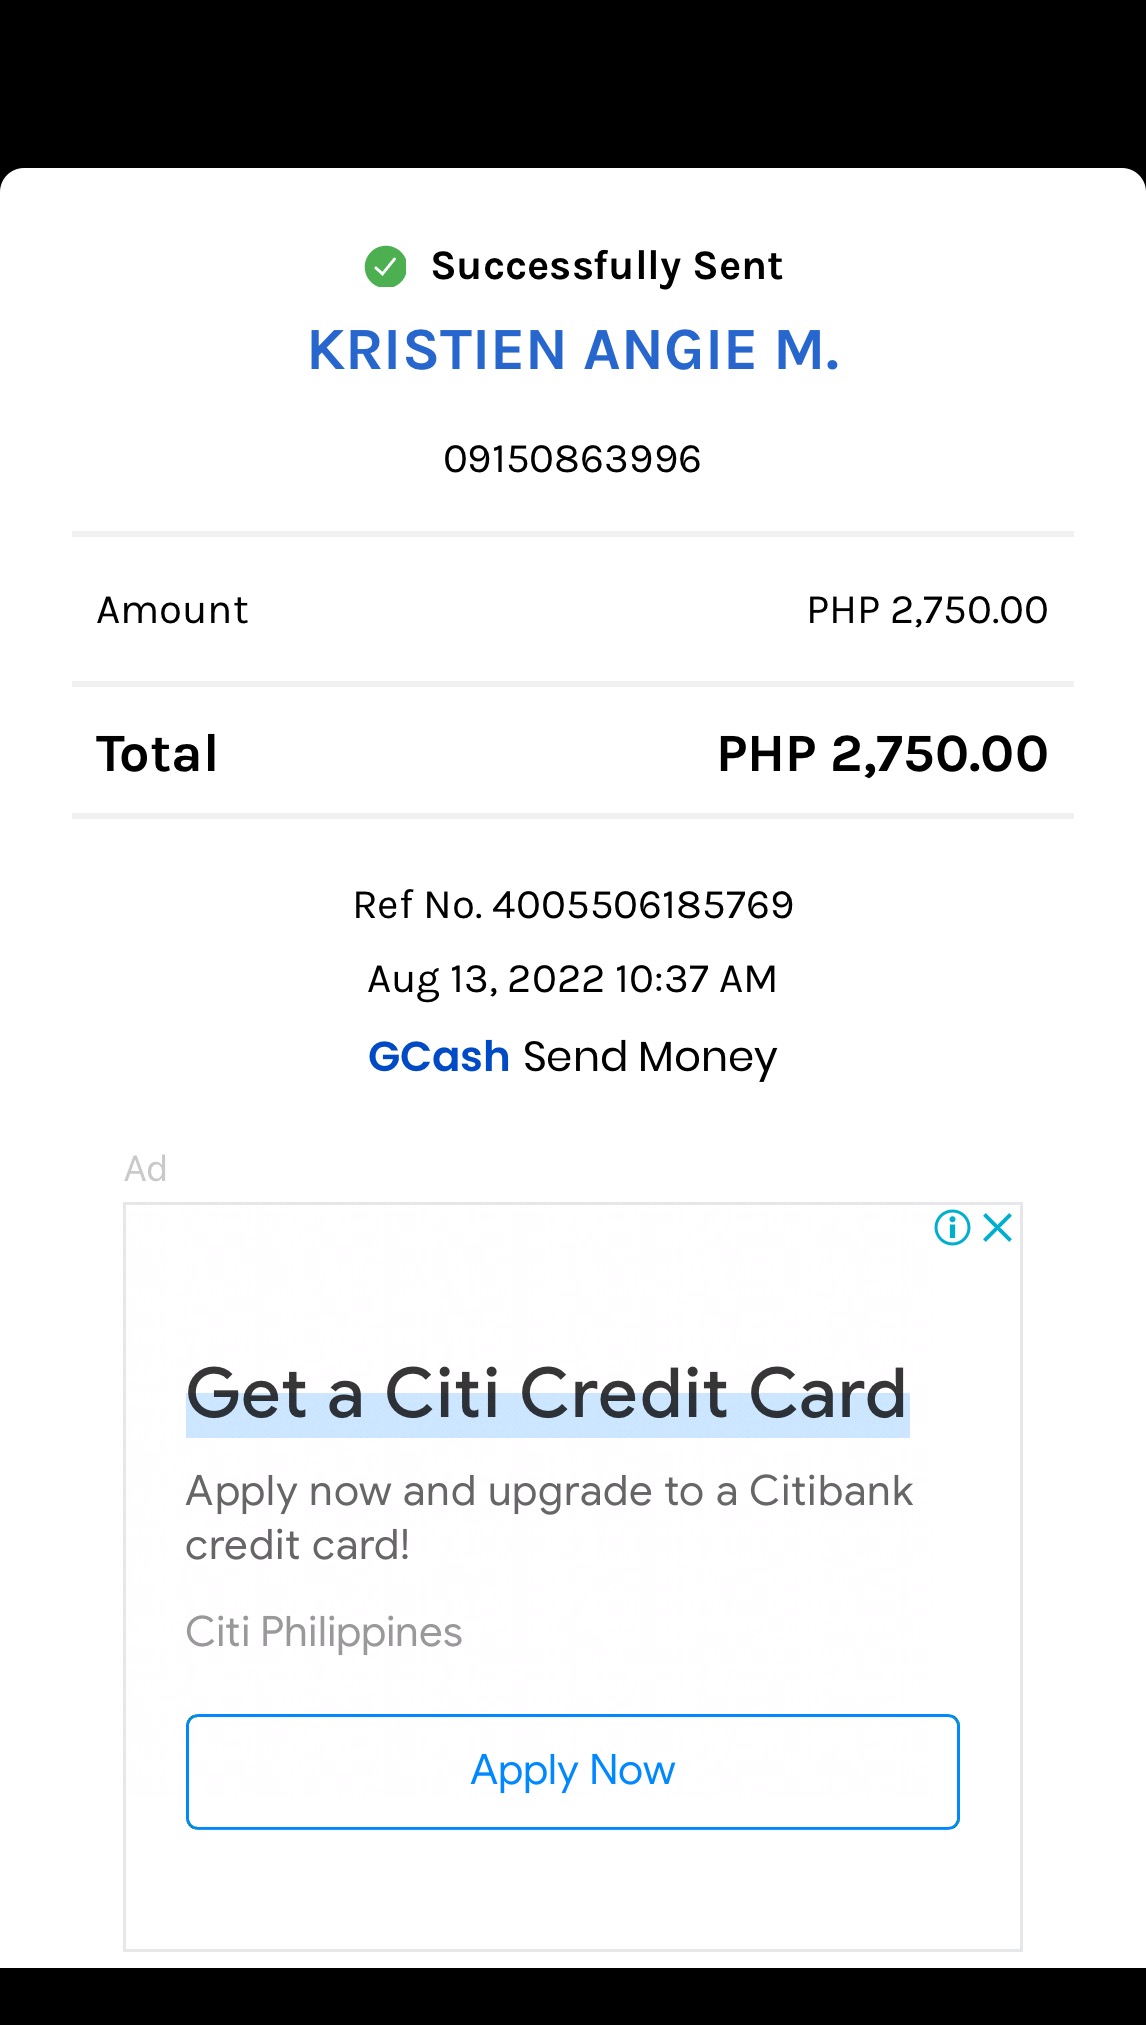 Successfully Sent
KRISTIEN ANGIE M.
09150863996
Amount PHP 2,750.00
Total PHP 2,750.00
Ref No. 4005506185769
Aug 13, 2022 10:37 AM
GCash Send Money
Ad
Get a Citi Credit Card
Apply now and upgrade to a Citibank
credit card!
Citi Philippines
Apply Now